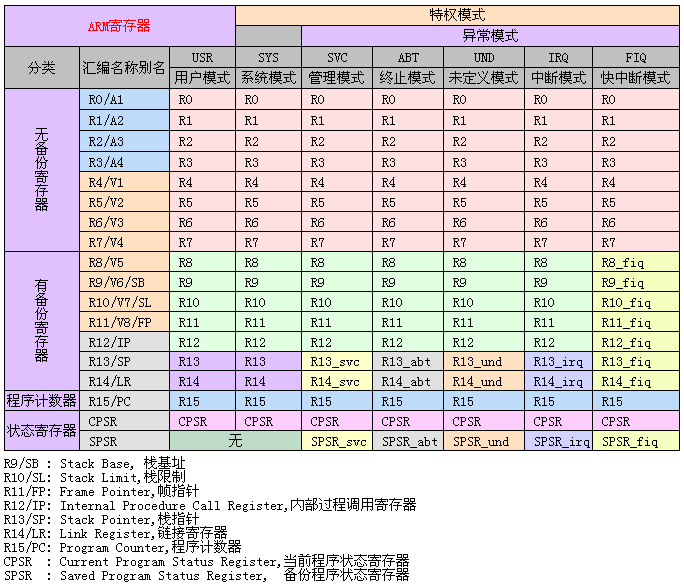 ARM寄存器 特权模式
异常模式
分类 汇编名称别名 USR SYS SVC ABT UND IRQ FIQ
用户模式 系统模式 管理模式 终止模式 未定义模式 中断模式 快中断模式
无备份寄存器 R0/A1 R0 R0 R0 R0 R0 R0 R0
R1/A2 R1 R1 R1 R1 R1 R1 R1
R2/A3 R2 R2 R2 R2 R2 R2 R2
R3/A4 R3 R3 R3 R3 R3 R3 R3
R4/V1 R4 R4 R4 R4 R4 R4 R4
R5/V2 R5 R5 R5 R5 R5 R5 R5
R6/V3 R6 R6 R6 R6 R6 R6 R6
R7/V4 R7 R7 R7 R7 R7 R7 R7
有备份寄存器 R8/V5 R8 R8 R8 R8 R8 R8 R8_fiq
R9/V6/SB R9 R9 R9 R9 R9 R9 R9_fiq
R10/V7/SL R10 R10 R10 R10 R10 R10 R10_fiq
R11/V8/FP R11 R11 R11 R11 R11 R11 R11_fiq
R12/IP R12 R12 R12 R12 R12 R12 R12_fiq
R13/SP R13 R13 R13_svc R13_abt R13_und R13_irq R13_fiq
R14/LR R14 R14 R14_svc R14_abt R14_und R14_irq R14_fiq
程序计数器 R15/PC R15 R15 R15 R15 R15 R15 R15
状态寄存器 CPSR CPSR CPSR CPSR CPSR CPSR CPSR CPSR
SPSR 无 SPSR_svc SPSR_abt SPSR_und SPSR_irq SPSR_fiq
R9/SB : Stack Base, 栈基址
R10/SL: Stack Limit,栈限制
R11/FP: Frame Pointer,帧指针
R12/IP: Internal Procedure Call Register,内部过程调用寄存器
R13/SP: Stack Pointer,栈指针
R14/LR: Link Register,链接寄存器
R15/PC: Program Counter,程序计数器
CPSR : Current Program Status Register,当前程序状态寄存器
SPSR : Saved Program Status Register, 备份程序状态寄存器